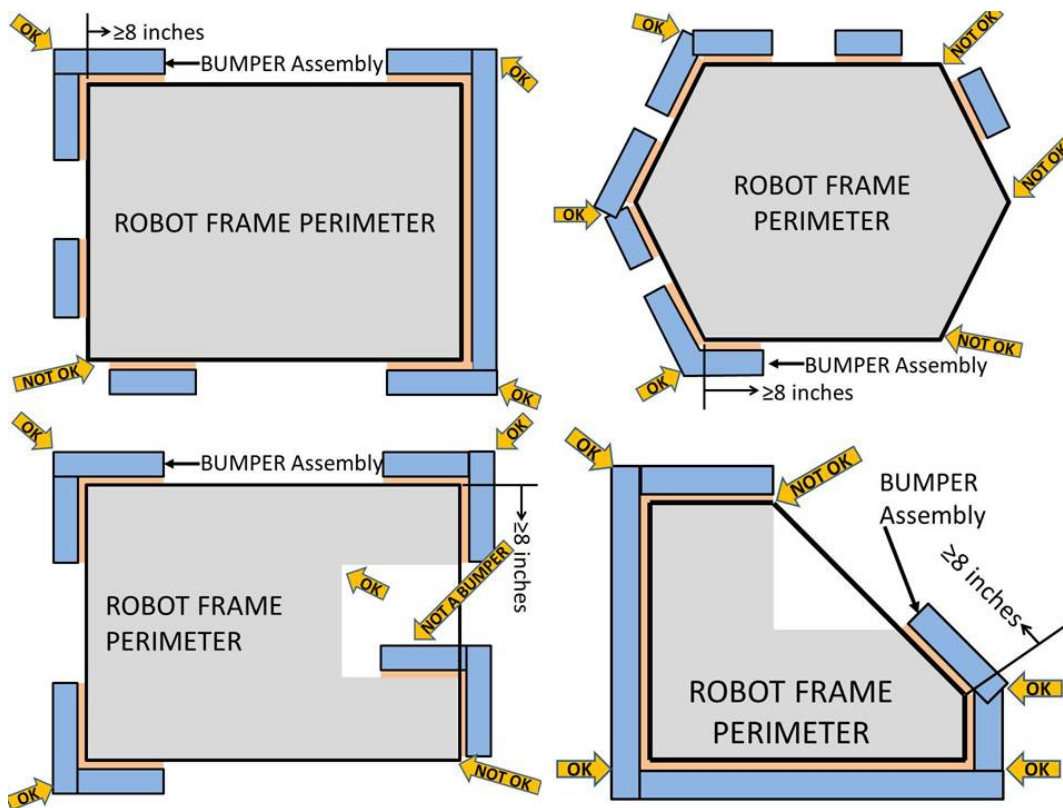 OK
≥8 inches
BUMPER Assembly
OK
ROBOT FRAME PERIMETER
NOT OK
OK
OK
NOT OK
NOT OK
ROBOT FRAME
PERIMETER
OK
NOT OK
BUMPER Assembly
OK
≥8 inches
OK
OK
BUMPER Assembly
≥8 inches
OK
NOT A BUMPER
ROBOT FRAME
PERIMETER
OK
NOT OK
OK
NOT OK
BUMPER
Assembly
≥8 inches
OK
ROBOT FRAME
PERIMETER
OK
OK